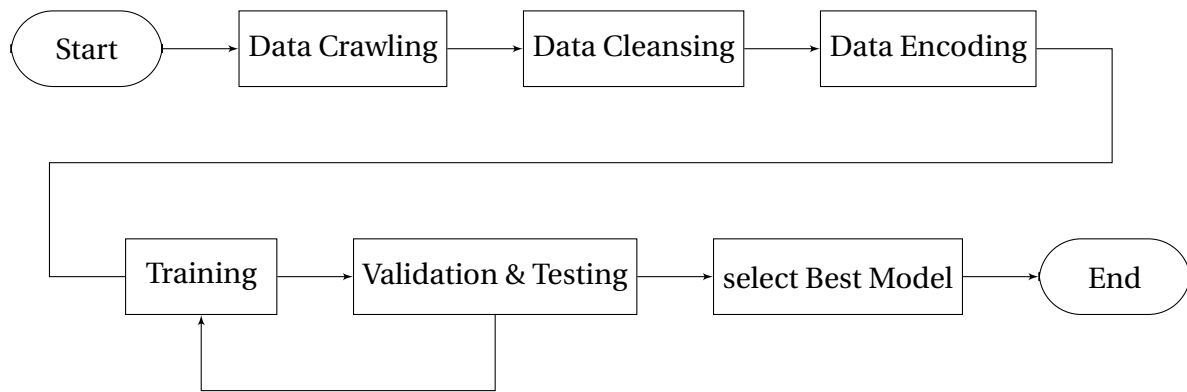 Start
Data Crawling
Data Cleansing
Data Encoding
Training
Validation & Testing
select Best Model
End